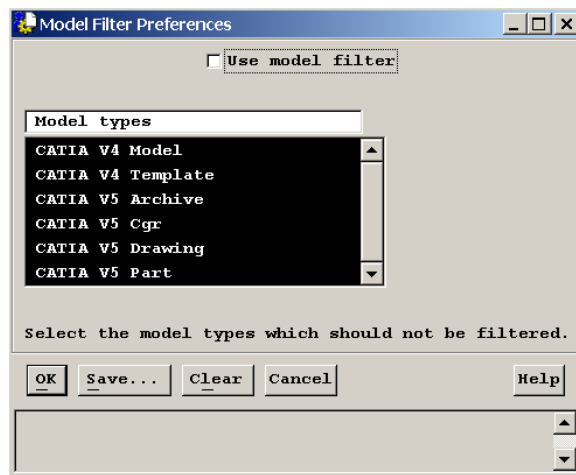 Model Filter Preferences
Use model filter
Model types
CATIA V4 Model
CATIA V4 Template
CATIA V5 Archive
CATIA V5 Cgr
CATIA V5 Drawing
CATIA V5 Part
Select the model types which should not be filtered.
OK Save... Clear Cancel Help